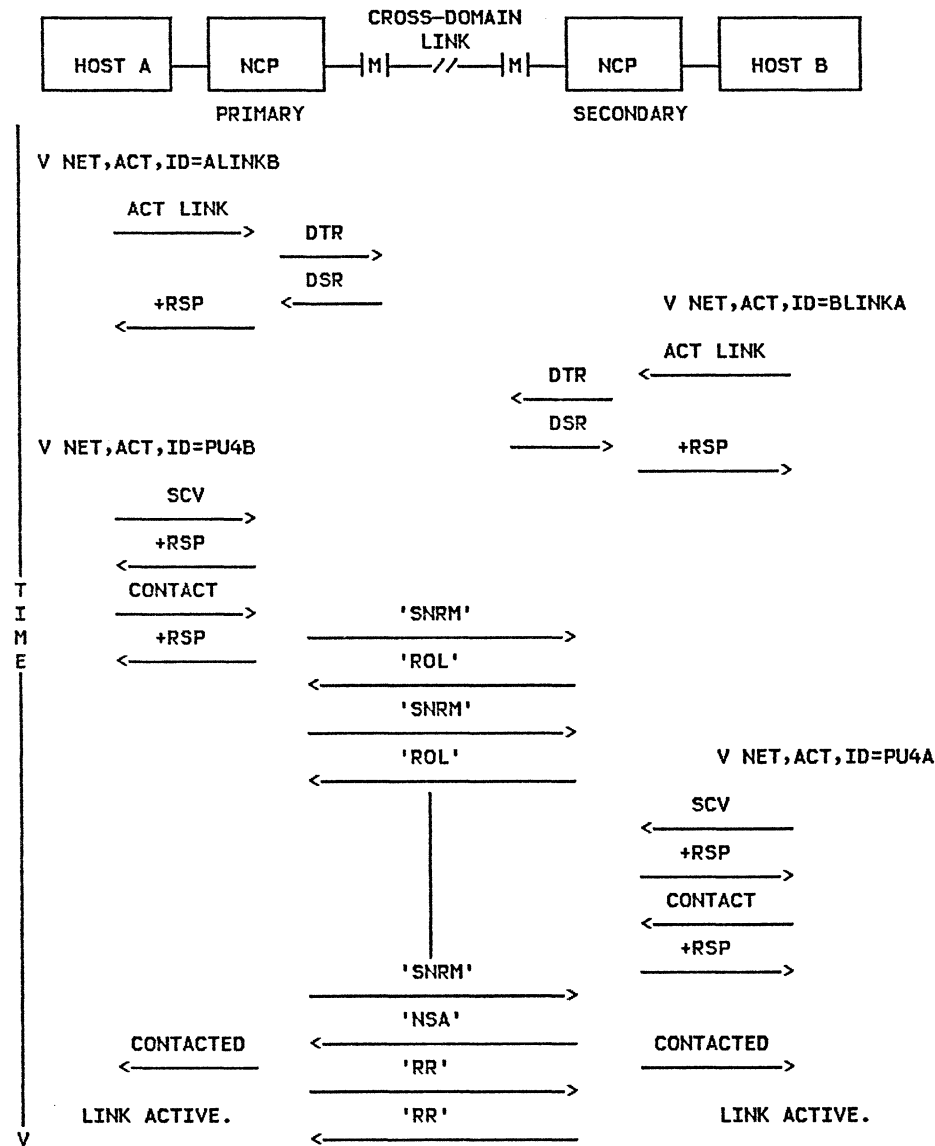 CROSS-DOMAIN
LINK
HOST A NCP |M| // |M| NCP HOST B
PRIMARY SECONDARY
V NET,ACT,ID=ALINKB
ACT LINK
DTR
DSR
+RSP
V NET,ACT,ID=BLINKA
ACT LINK
DTR
DSR
V NET,ACT,ID=PU4B
+RSP
SCV
+RSP
CONTACT
'SNRM'
+RSP
'ROL'
'SNRM'
'ROL'
V NET,ACT,ID=PU4A
SCV
+RSP
CONTACT
+RSP
'SNRM'
'NSA'
CONTACTED CONTACTED
'RR'
LINK ACTIVE. 'RR' LINK ACTIVE.
T
I
M
E
V